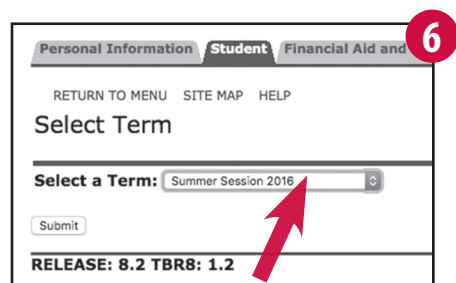 6
Personal Information Student Financial Aid and
RETURN TO MENU SITE MAP HELP
Select Term
Select a Term: Summer Session 2016
Submit
RELEASE: 8.2 TBR8: 1.2